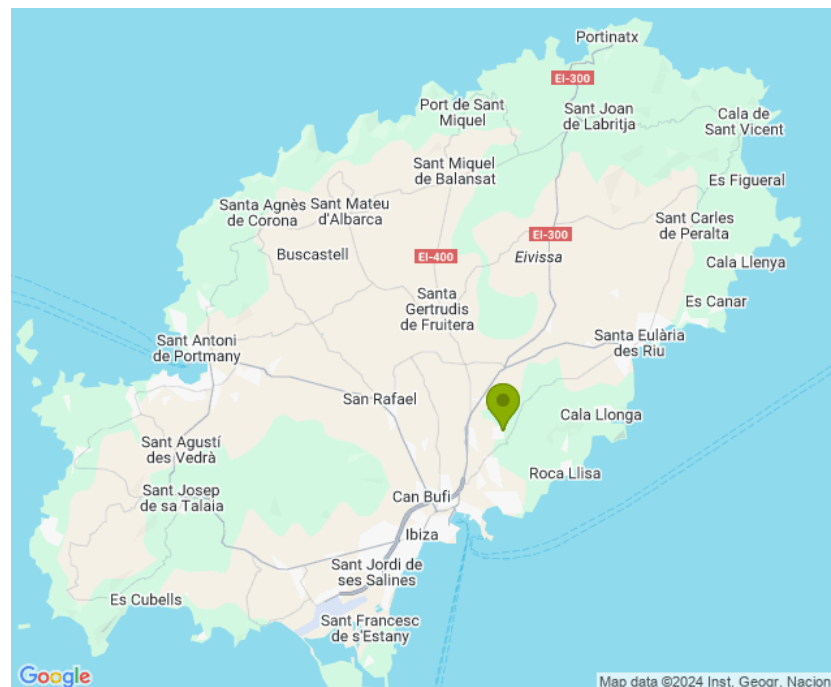 Portinatx
EI-300
Port de Sant
Miquel
Sant Joan
de Labritja
Cala de
Sant Vicent
Sant Miquel
de Balansat
Es Figueral
Santa Agnès
de Corona
Sant Mateu
d'Albarca
Sant Carles
de Peralta
EI-300
Buscastell
EI-400
Eivissa
Cala Llenya
Santa
Gertrudis
de Fruitera
Es Canar
Sant Antoni
de Portmany
Santa Eulària
des Riu
San Rafael
Cala Llonga
Sant Agustí
des Vedrà
Roca Llisa
Sant Josep
de sa Talaia
Can Bufi
Ibiza
Sant Jordi de
ses Salines
Es Cubells
Sant Francesc
de s'Estany
Google
Map data ©2024 Inst. Geogr. Nacion